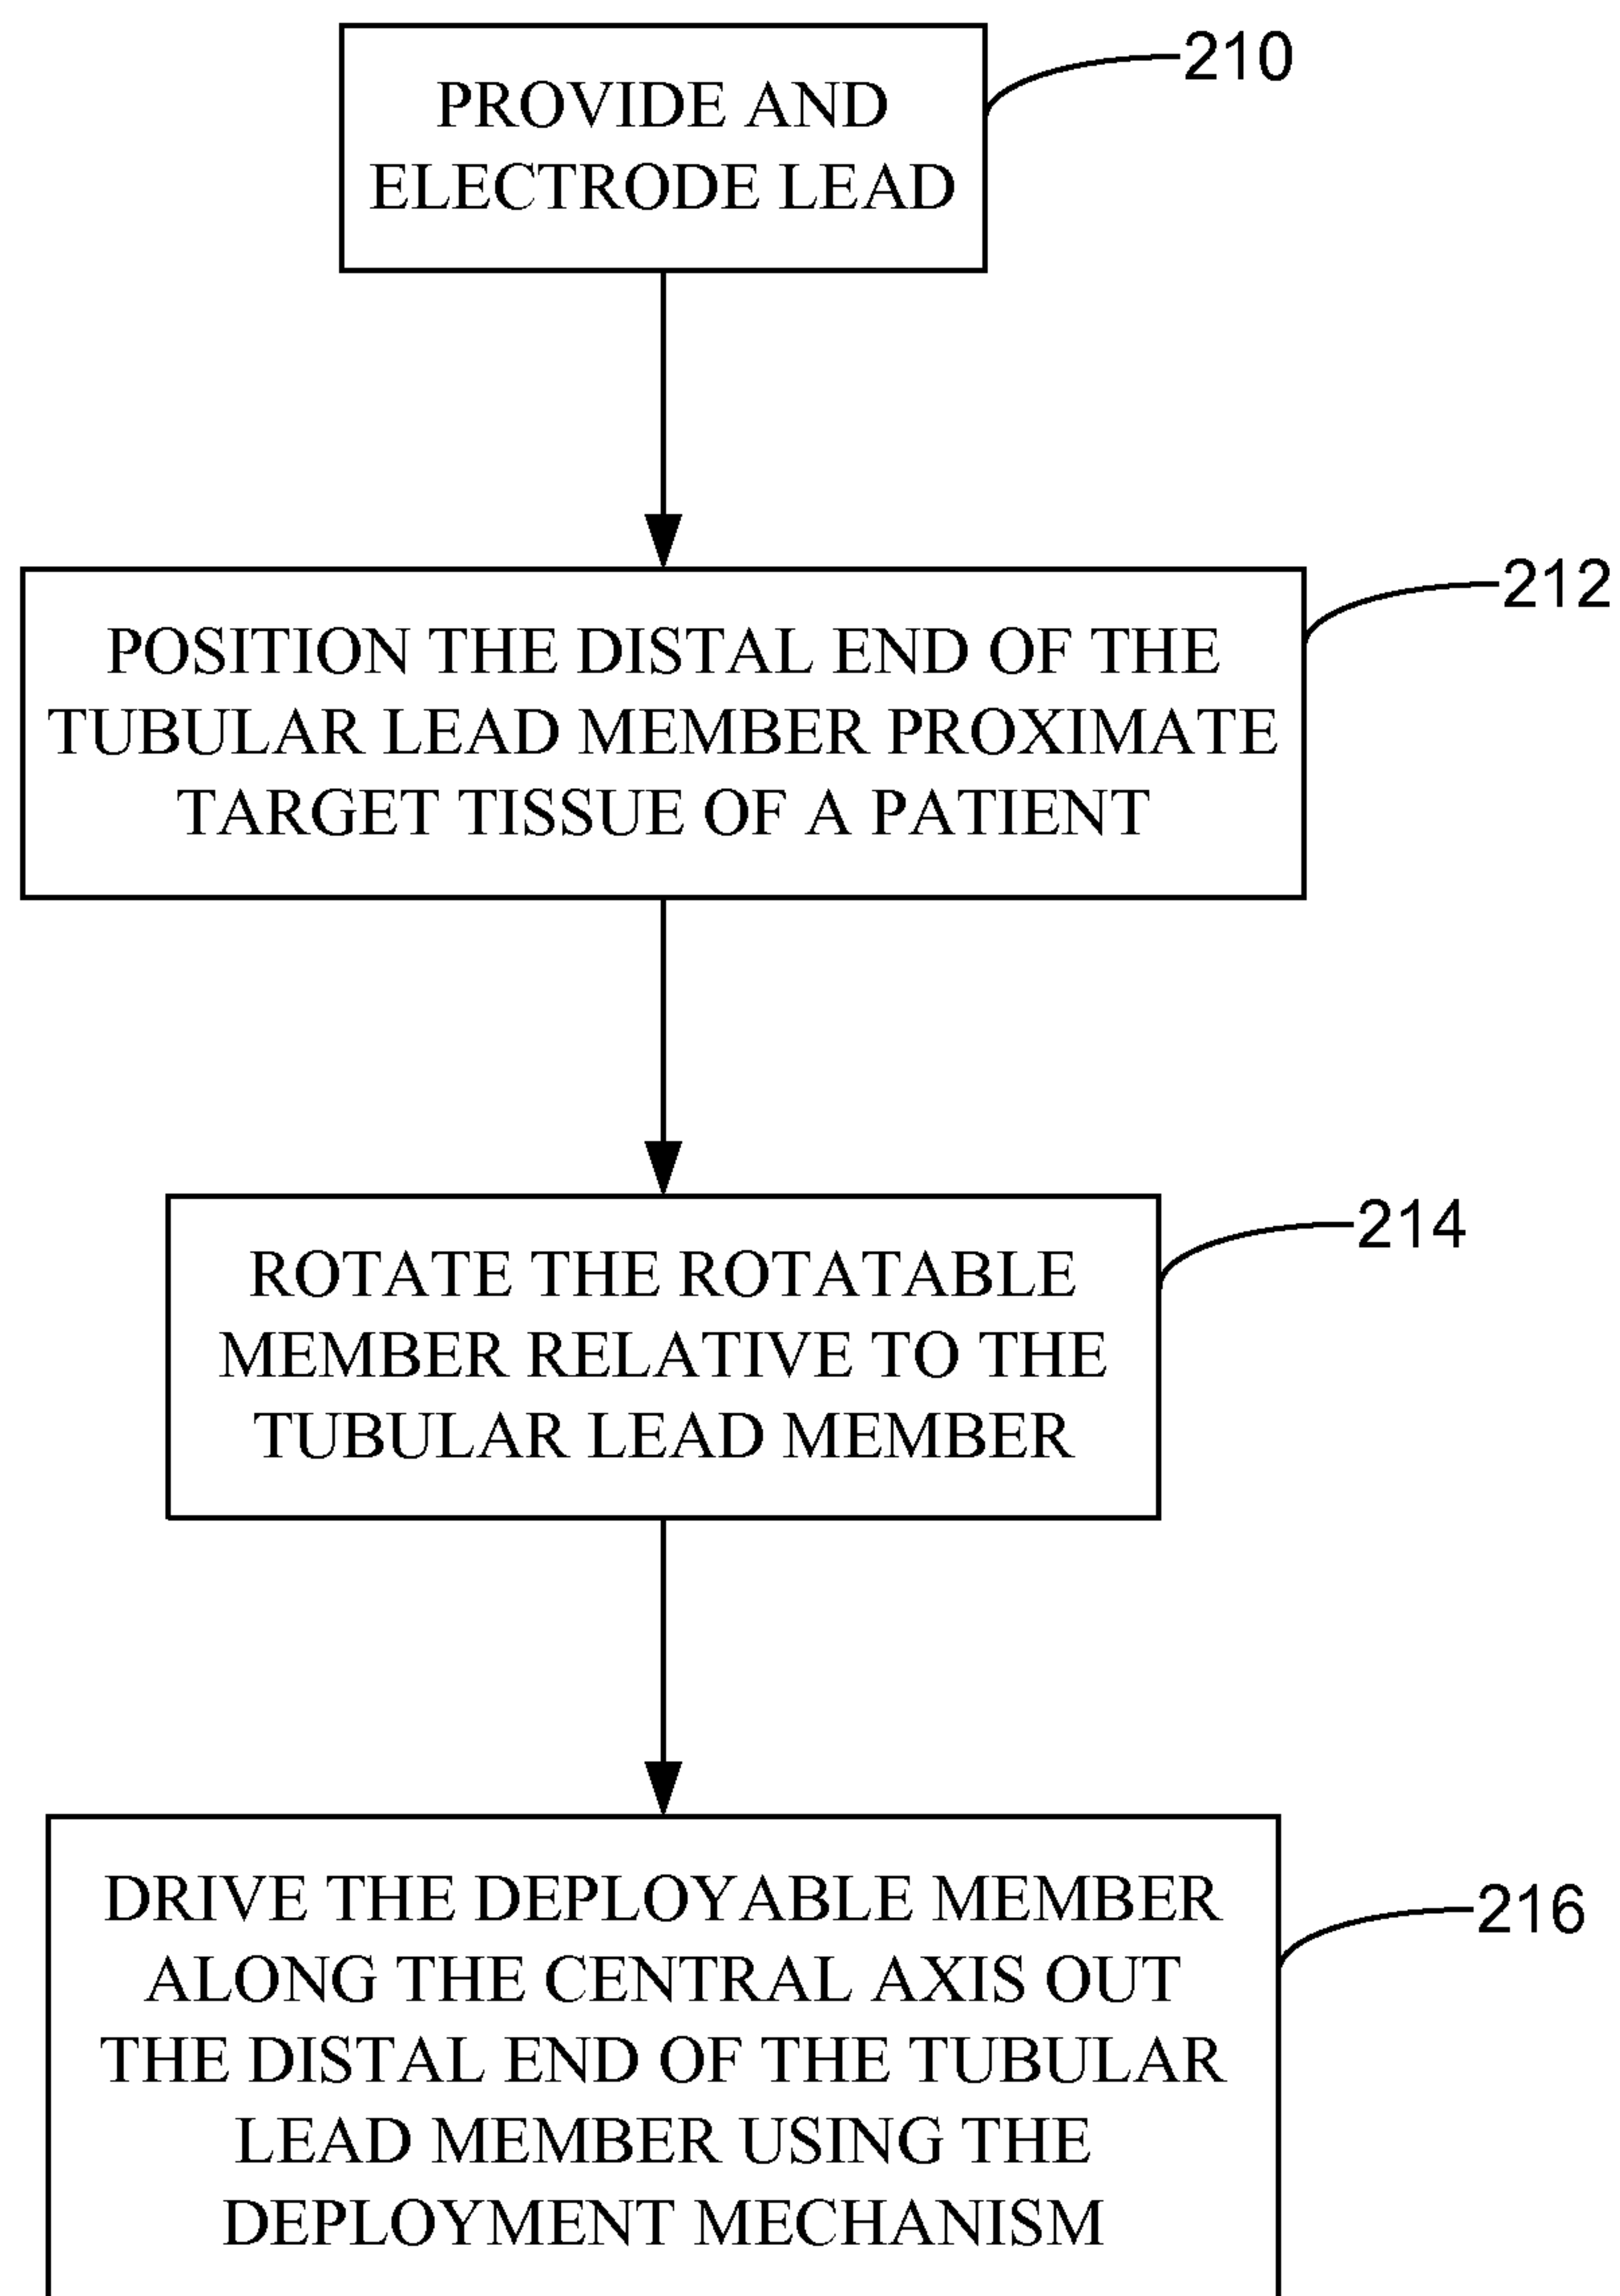 PROVIDE AND
ELECTRODE LEAD
210
POSITION THE DISTAL END OF THE
TUBULAR LEAD MEMBER PROXIMATE
TARGET TISSUE OF A PATIENT
212
ROTATE THE ROTATABLE
MEMBER RELATIVE TO THE
TUBULAR LEAD MEMBER
214
DRIVE THE DEPLOYABLE MEMBER
ALONG THE CENTRAL AXIS OUT
THE DISTAL END OF THE TUBULAR
LEAD MEMBER USING THE
DEPLOYMENT MECHANISM
216